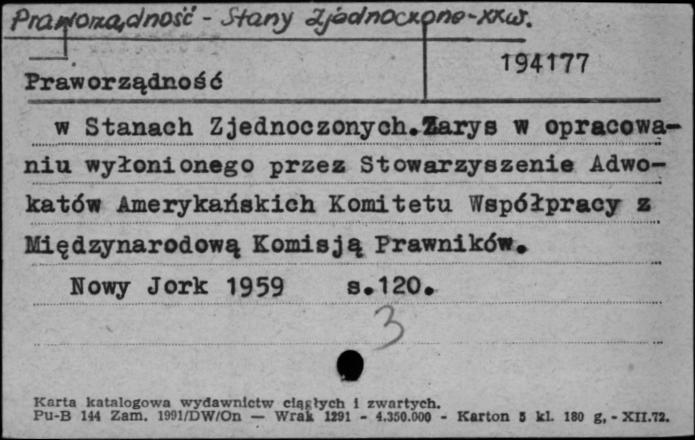 Praworządność - Stany Zjednoczone - XX w.
194177
Praworządność
w Stanach Zjednoczonych. Zarys w opracowa-
niu wyłonionego przez Stowarzyszenie Adwo-
katów Amerykańskich Komitetu Współpracy z
Międzynarodową Komisją Prawników.
Nowy Jork 1959 s.120.
3
Karta katalogowa wydawnictw ciągłych i zwartych.
Pu-B 144 Zam. 1991/DW/On — Wrak 1291 - 4.350.000 - Karton 5 kl. 180 g, - XII.72.